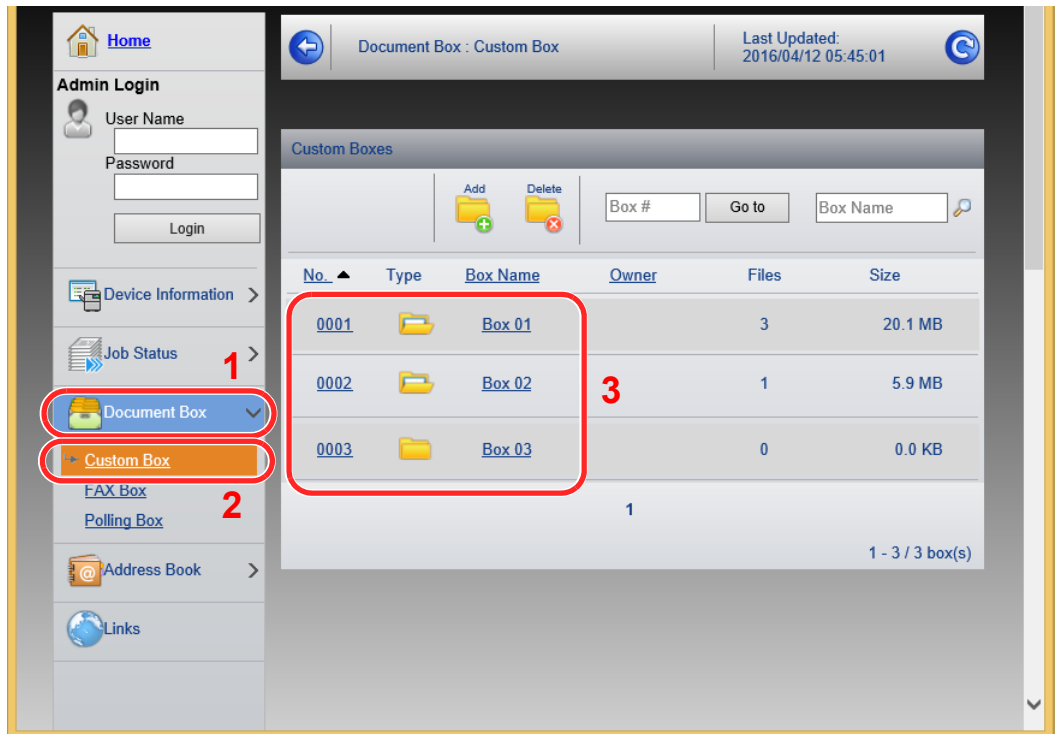 Home
Document Box : Custom Box
Last Updated:
2016/04/12 05:45:01
Admin Login
User Name
Password
Login
Device Information
Job Status
1
Document Box
Custom Box
2
FAX Box
Polling Box
Address Book
Links
Custom Boxes
Add
Delete
Box #
Go to
Box Name
No. Type Box Name Owner Files Size
0001 Box 01 3 20.1 MB
0002 Box 02 1 5.9 MB
3
0003 Box 03 0 0.0 KB
1
1 - 3 / 3 box(s)